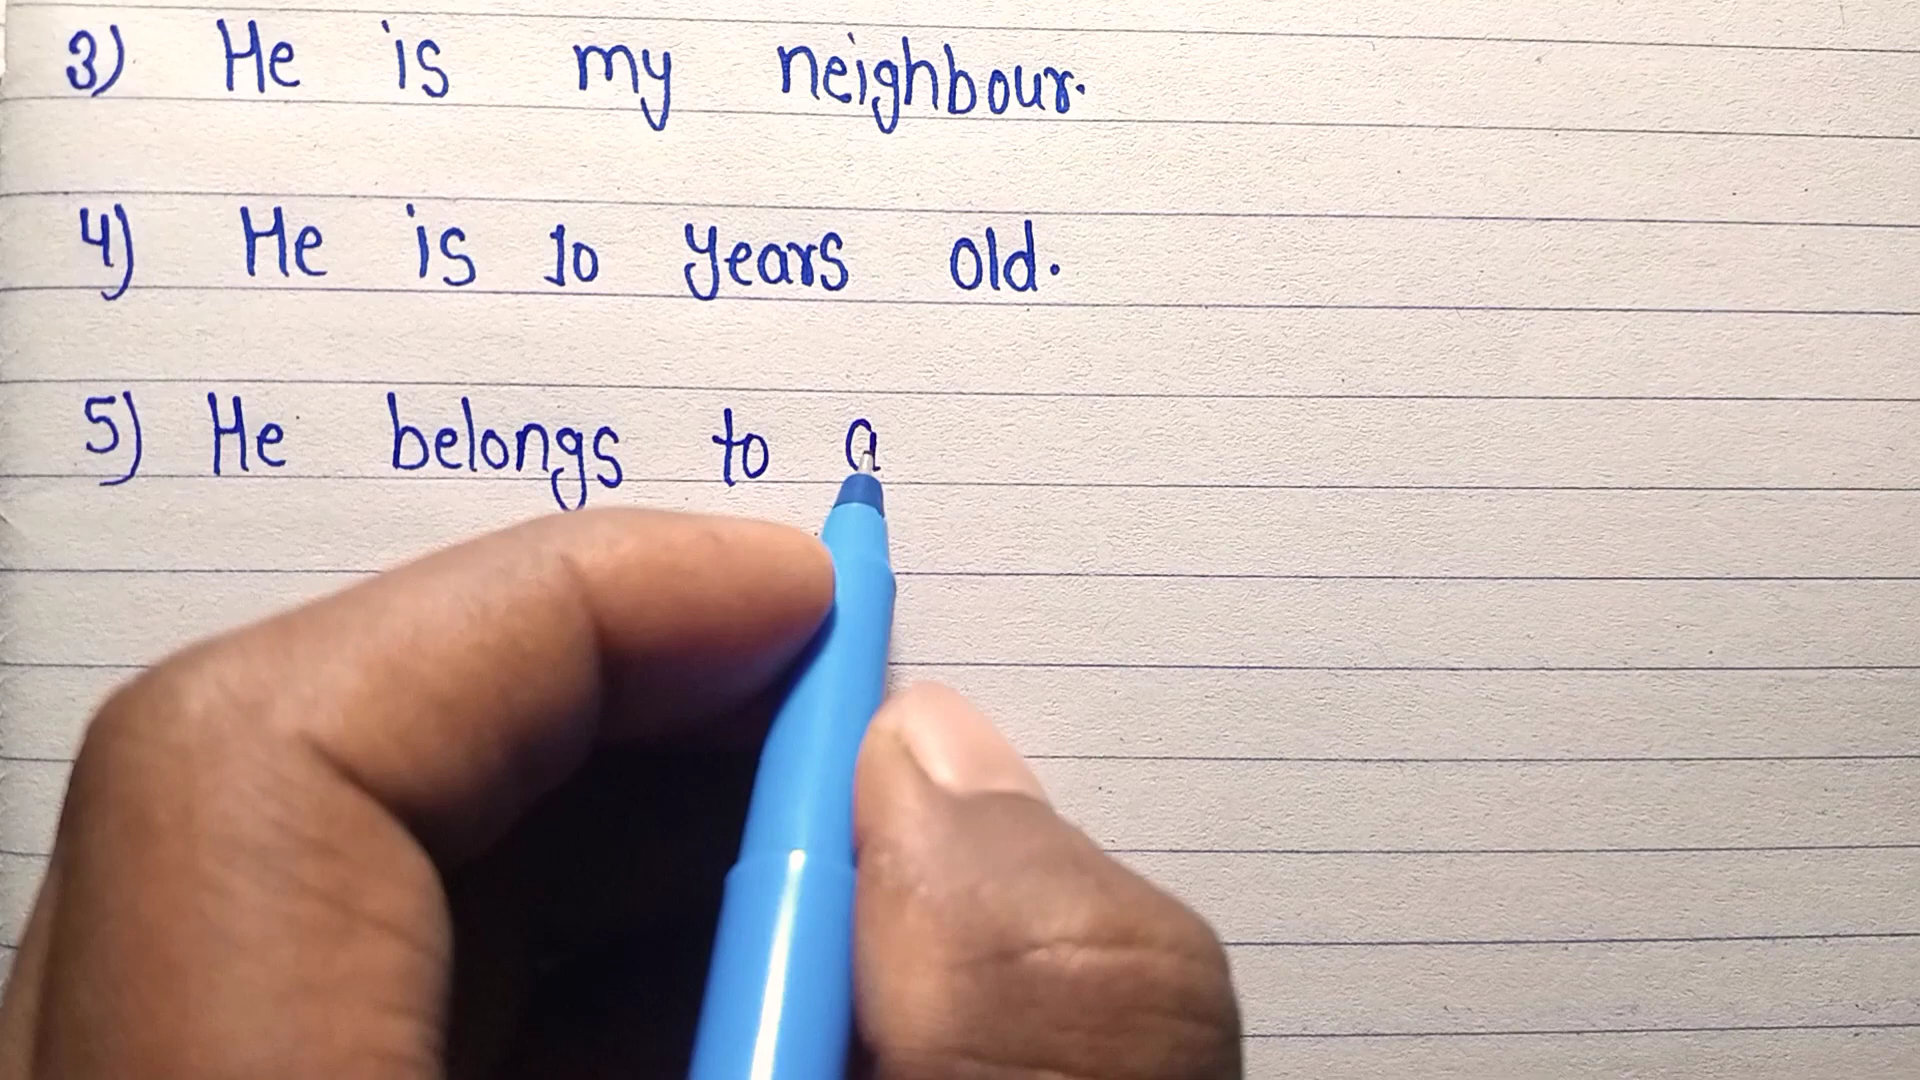 3) He is my neighbour.
4) He is 10 years old.
5) He belongs to a